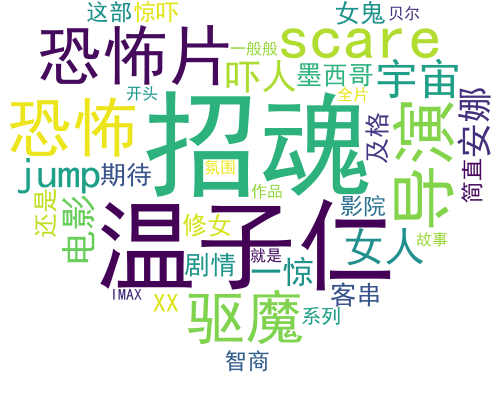 这部
惊吓
女鬼
贝尔
恐怖片
scare
一般般
吓人
墨西哥
宇宙
开头
全片
恐怖
招魂
导演
及格
简直
安娜
jump
期待
氛围
作品
还是
电影
温子仁
修女
影院
女人
故事
剧情
就是
一惊
IMAX
XX
驱魔
客串
系列
智商